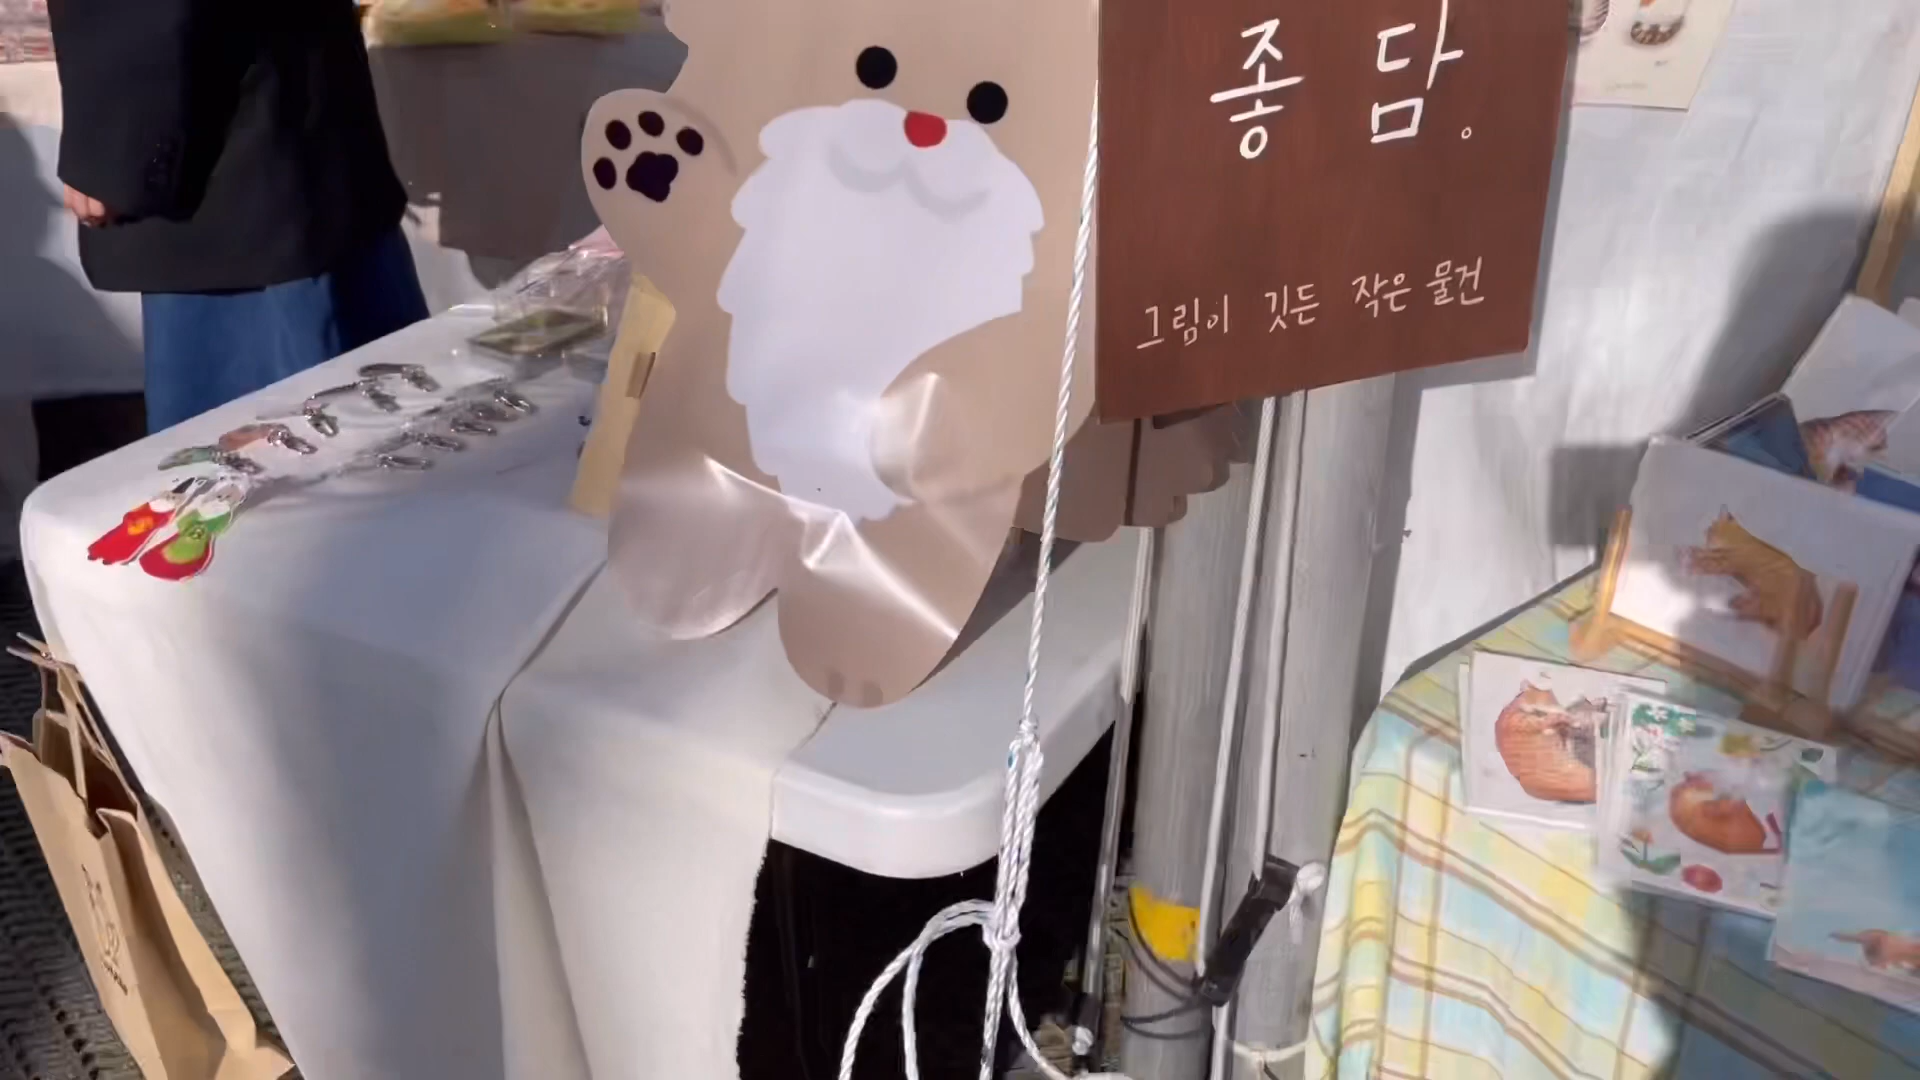 종 담。
그림이 깃든 작은 물건